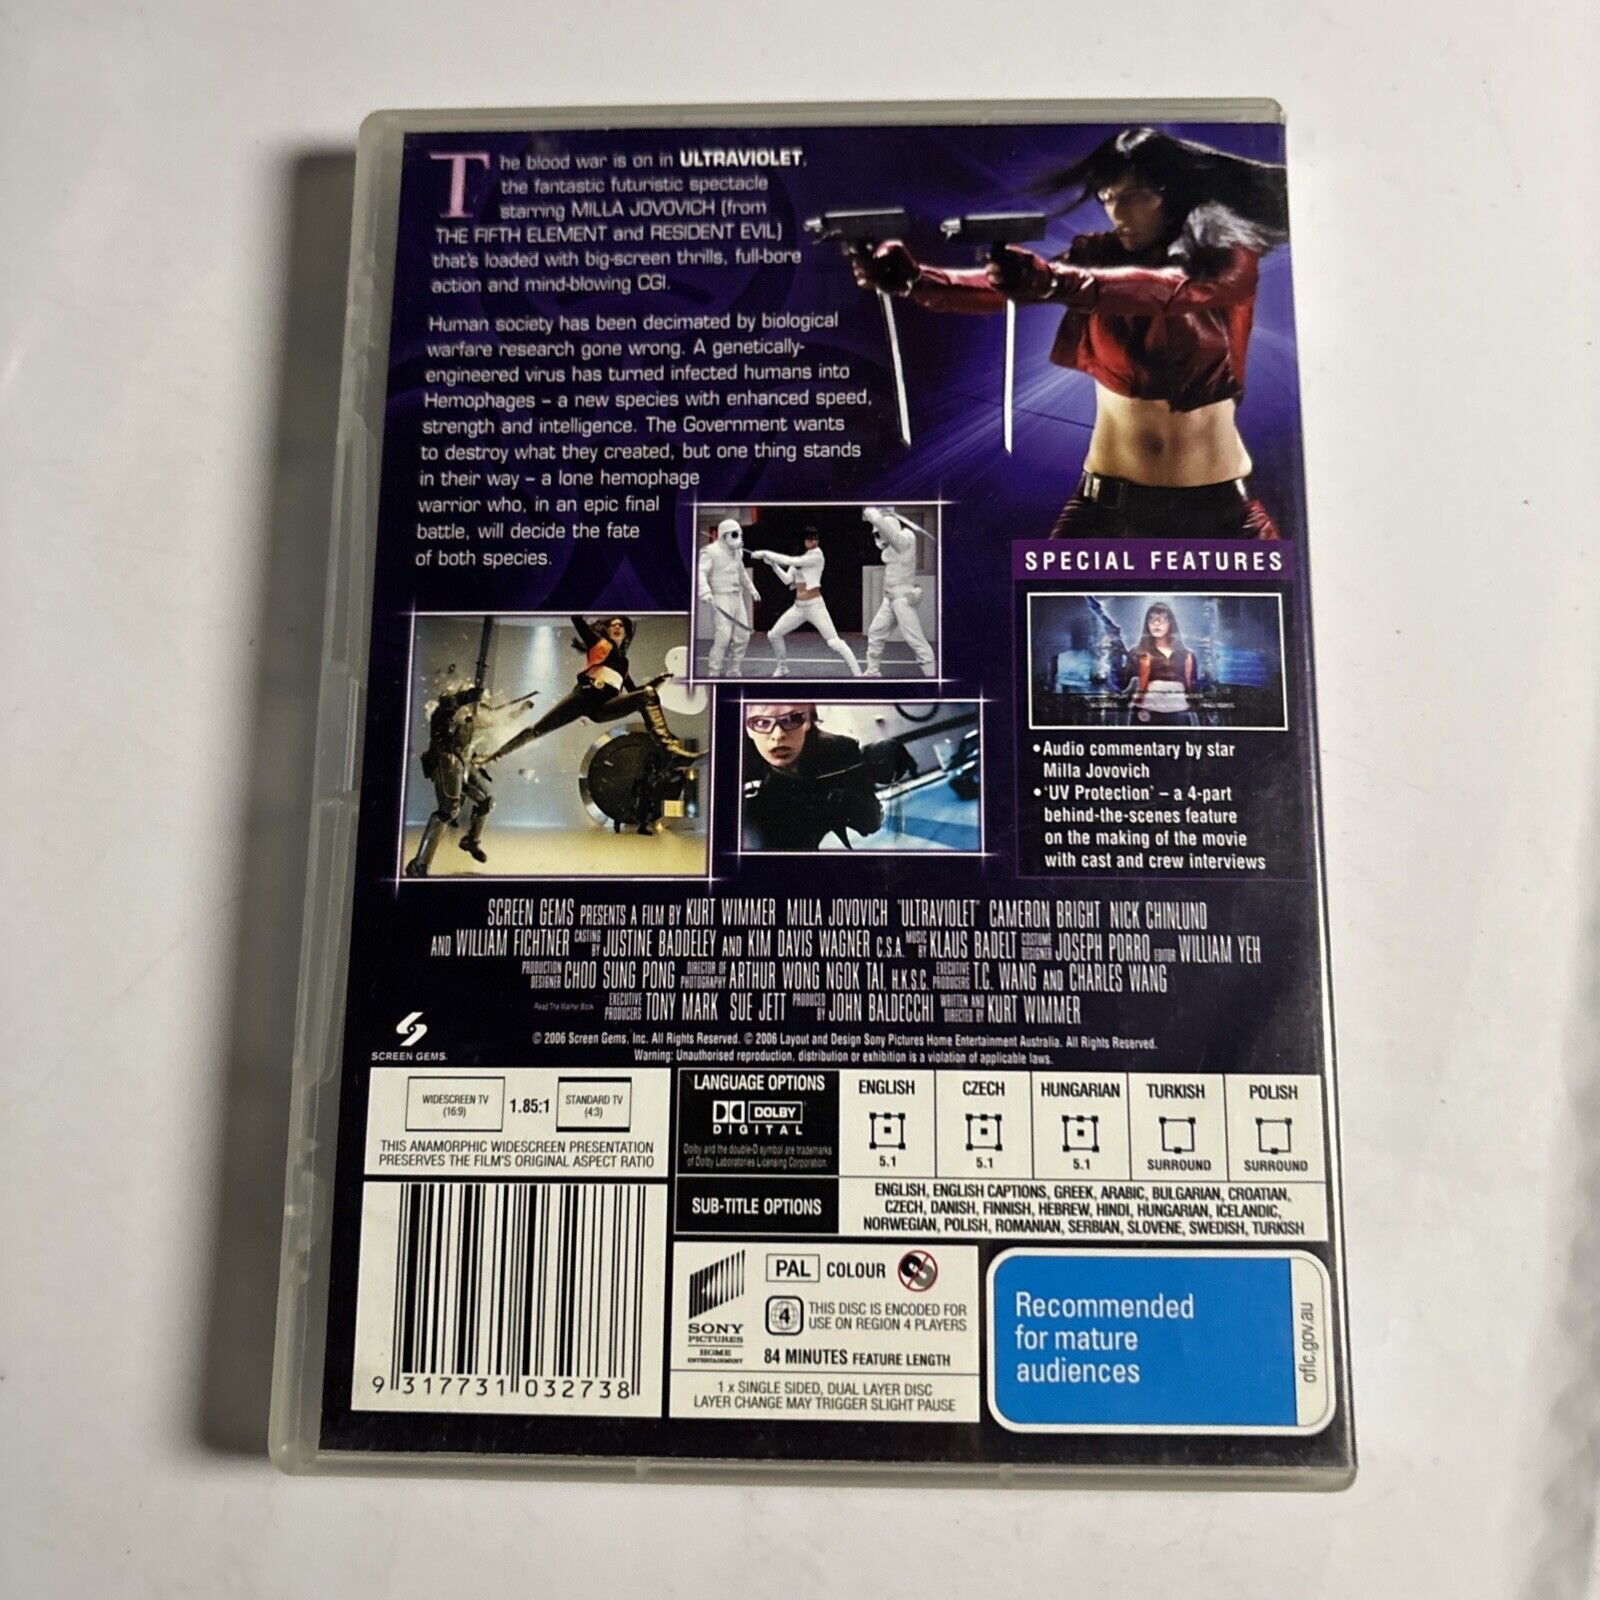 The blood war is on in ULTRAVIOLET,
the fantastic futuristic spectacle
starring MILLA JOVOVICH (from
THE FIFTH ELEMENT and RESIDENT EVIL)
that's loaded with big-screen thrills, full-bore
action and mind-blowing CGI.
Human society has been decimated by biological
warfare research gone wrong. A genetically-
engineered virus has turned infected humans into
Hemophages – a new species with enhanced speed,
strength and intelligence. The Government wants
to destroy what they created, but one thing stands
in their way – a lone hemophage
warrior who, in an epic final
battle, will decide the fate
of both species.
SPECIAL FEATURES
• Audio commentary by star
Milla Jovovich
• 'UV Protection' – a 4-part
behind-the-scenes feature
on the making of the movie
with cast and crew interviews
SCREEN GEMS PRESENTS A FILM BY KURT WIMMER MILLA JOVOVICH "ULTRAVIOLET" CAMERON BRIGHT NICK CHINLUND
AND WILLIAM FICHTNER CASTING BY JUSTINE BADDELEY AND KIM DAVIS WAGNER C.S.A. MUSIC BY KLAUS BADELT COSTUME DESIGNER JOSEPH PORRO EDITOR WILLIAM YEH
PRODUCTION DESIGNER CHOO SUNG PONG DIRECTOR OF PHOTOGRAPHY ARTHUR WONG NGOK TAI, H.K.S.C. EXECUTIVE PRODUCERS T.C. WANG AND CHARLES WANG
Read The Warner Book EXECUTIVE PRODUCERS TONY MARK SUE JETT PRODUCED BY JOHN BALDECCHI WRITTEN AND DIRECTED BY KURT WIMMER
SCREEN GEMS
© 2006 Screen Gems, Inc. All Rights Reserved. © 2006 Layout and Design Sony Pictures Home Entertainment Australia. All Rights Reserved.
Warning: Unauthorised reproduction, distribution or exhibition is a violation of applicable laws.
WIDESCREEN TV
(16:9)
1.85:1
STANDARD TV
(4:3)
THIS ANAMORPHIC WIDESCREEN PRESENTATION
PRESERVES THE FILM'S ORIGINAL ASPECT RATIO
LANGUAGE OPTIONS
DOLBY
DIGITAL
Dolby and the double-D symbol are trademarks
of Dolby Laboratories Licensing Corporation.
ENGLISH
5.1
CZECH
5.1
HUNGARIAN
5.1
TURKISH
SURROUND
POLISH
SURROUND
SUB-TITLE OPTIONS
ENGLISH, ENGLISH CAPTIONS, GREEK, ARABIC, BULGARIAN, CROATIAN,
CZECH, DANISH, FINNISH, HEBREW, HINDI, HUNGARIAN, ICELANDIC,
NORWEGIAN, POLISH, ROMANIAN, SERBIAN, SLOVENE, SWEDISH, TURKISH
9 317731 032738
SONY
PICTURES
HOME
ENTERTAINMENT
PAL COLOUR
4
THIS DISC IS ENCODED FOR
USE ON REGION 4 PLAYERS
84 MINUTES FEATURE LENGTH
1 x SINGLE SIDED, DUAL LAYER DISC
LAYER CHANGE MAY TRIGGER SLIGHT PAUSE
Recommended
for mature
audiences
oflc.gov.au